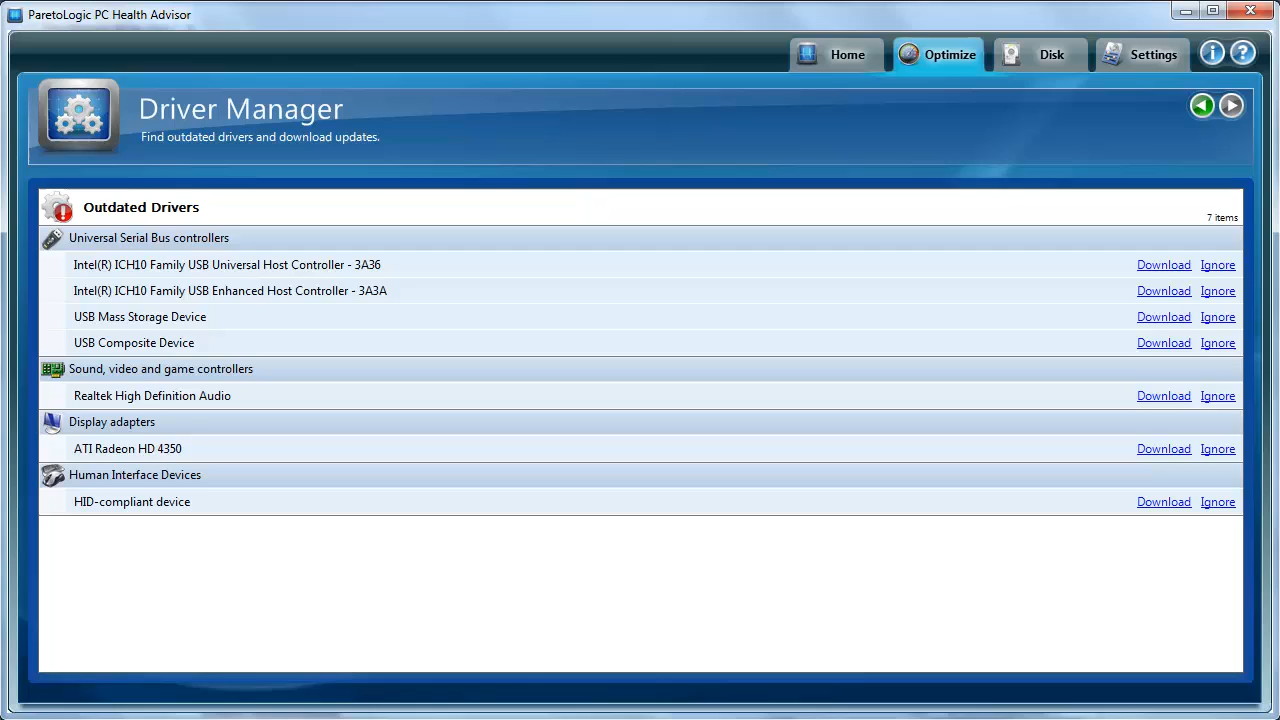 ParetoLogic PC Health Advisor
Home Optimize Disk Settings
Driver Manager
Find outdated drivers and download updates.
Outdated Drivers
7 items
Universal Serial Bus controllers
Intel(R) ICH10 Family USB Universal Host Controller - 3A36 Download Ignore
Intel(R) ICH10 Family USB Enhanced Host Controller - 3A3A Download Ignore
USB Mass Storage Device Download Ignore
USB Composite Device Download Ignore
Sound, video and game controllers
Realtek High Definition Audio Download Ignore
Display adapters
ATI Radeon HD 4350 Download Ignore
Human Interface Devices
HID-compliant device Download Ignore